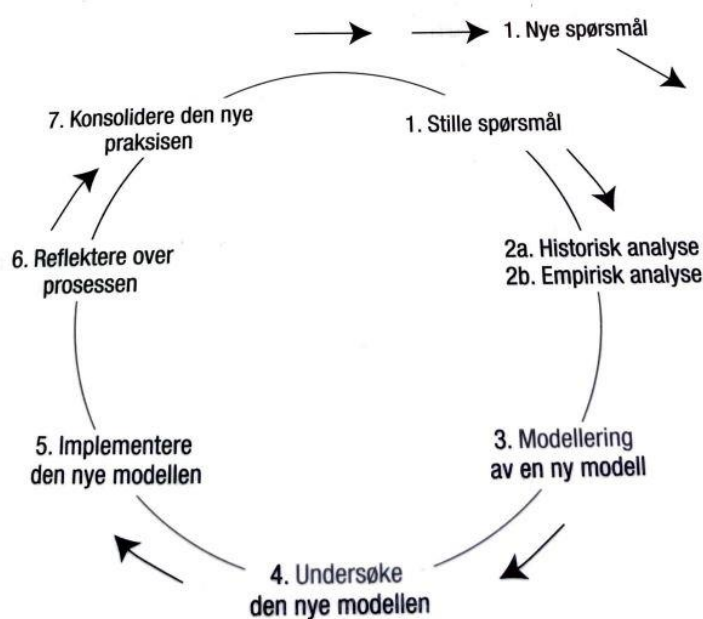 1. Nye spørsmål
1. Stille spørsmål
2a. Historisk analyse
2b. Empirisk analyse
3. Modellering
av en ny modell
4. Undersøke
den nye modellen
5. Implementere
den nye modellen
6. Reflektere over
prosessen
7. Konsolidere den nye
praksisen